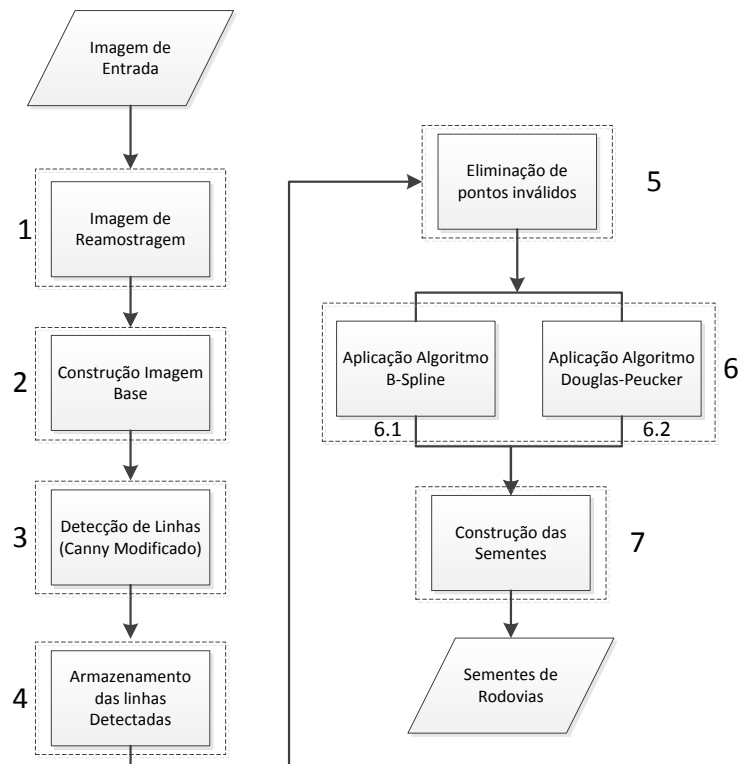 Imagem de
Entrada
1
Imagem de
Reamostragem
2
Construção Imagem
Base
3
Detecção de Linhas
(Canny Modificado)
4
Armazenamento
das linhas
Detectadas
Eliminação de
pontos inválidos
5
Aplicação Algoritmo
B-Spline
6.1
Aplicação Algoritmo
Douglas-Peucker
6.2
6
Construção das
Sementes
7
Sementes de
Rodovias